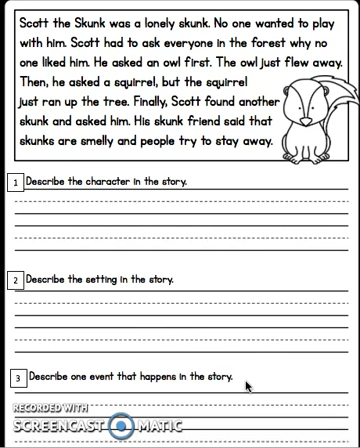 Scott the Skunk was a lonely skunk. No one wanted to play
with him. Scott had to ask everyone in the forest why no
one liked him. He asked an owl first. The owl just flew away.
Then, he asked a squirrel, but the squirrel
just ran up the tree. Finally, Scott found another
skunk and asked him. His skunk friend said that
skunks are smelly and people try to stay away.
1 Describe the character in the story.
2 Describe the setting in the story.
3 Describe one event that happens in the story.
RECORDED WITH
SCREENCAST MATIC